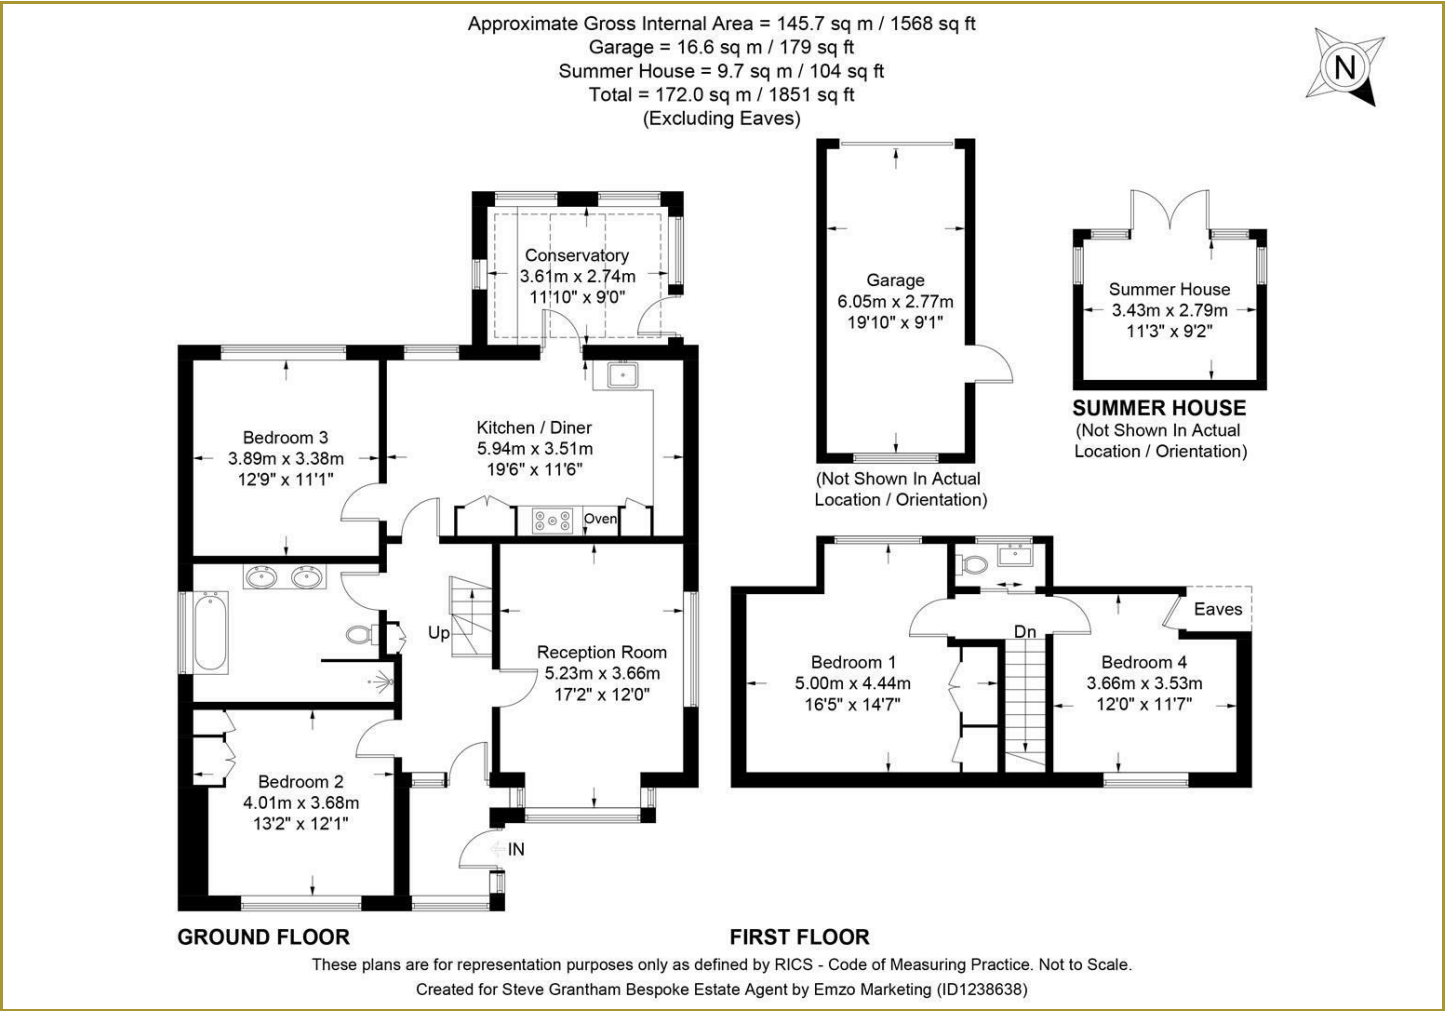 Approximate Gross Internal Area = 145.7 sq m / 1568 sq ft
Garage = 16.6 sq m / 179 sq ft
Summer House = 9.7 sq m / 104 sq ft
Total = 172.0 sq m / 1851 sq ft
(Excluding Eaves)
N
Conservatory
3.61m x 2.74m
11'10" x 9'0"
Garage
6.05m x 2.77m
19'10" x 9'1"
(Not Shown In Actual
Location / Orientation)
Summer House
3.43m x 2.79m
11'3" x 9'2"
SUMMER HOUSE
(Not Shown In Actual
Location / Orientation)
Bedroom 3
3.89m x 3.38m
12'9" x 11'1"
Kitchen / Diner
5.94m x 3.51m
19'6" x 11'6"
Oven
Up
Reception Room
5.23m x 3.66m
17'2" x 12'0"
Bedroom 2
4.01m x 3.68m
13'2" x 12'1"
IN
Eaves
Dn
Bedroom 1
5.00m x 4.44m
16'5" x 14'7"
Bedroom 4
3.66m x 3.53m
12'0" x 11'7"
GROUND FLOOR
FIRST FLOOR
These plans are for representation purposes only as defined by RICS - Code of Measuring Practice. Not to Scale.
Created for Steve Grantham Bespoke Estate Agent by Emzo Marketing (ID1238638)